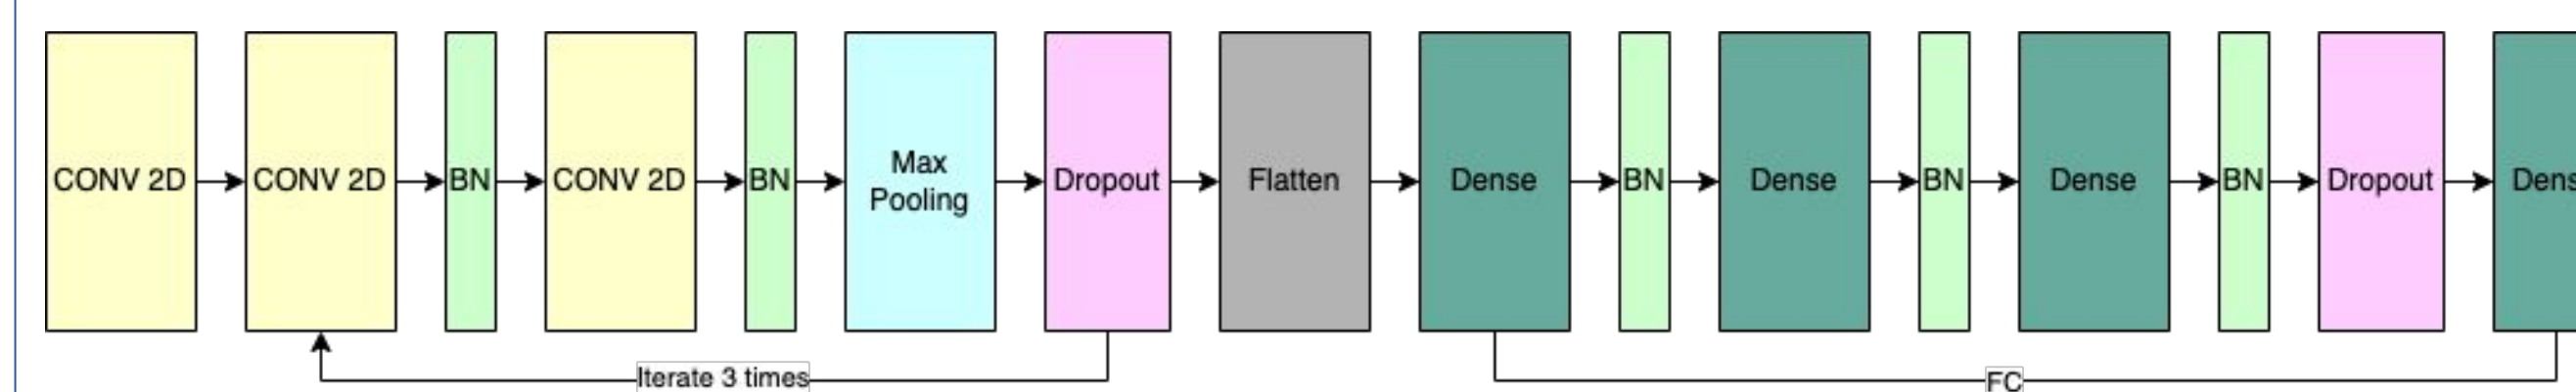 CONV 2D
CONV 2D
BN
CONV 2D
BN
Max
Pooling
Dropout
Flatten
Dense
BN
Dense
BN
Dense
BN
Dropout
Dens
Iterate 3 times
FC